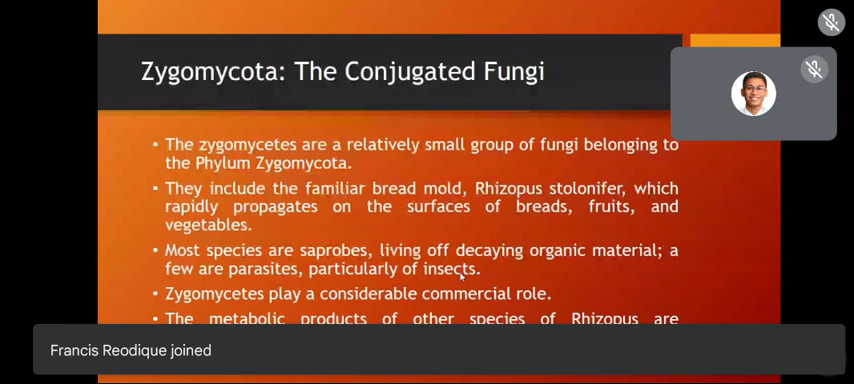 Zygomycota: The Conjugated Fungi
▪ The zygomycetes are a relatively small group of fungi belonging to
the Phylum Zygomycota.
▪ They include the familiar bread mold, Rhizopus stolonifer, which
rapidly propagates on the surfaces of breads, fruits, and
vegetables.
▪ Most species are saprobes, living off decaying organic material; a
few are parasites, particularly of insects.
▪ Zygomycetes play a considerable commercial role.
▪ The metabolic products of other species of Rhizopus are
Francis Reodique joined